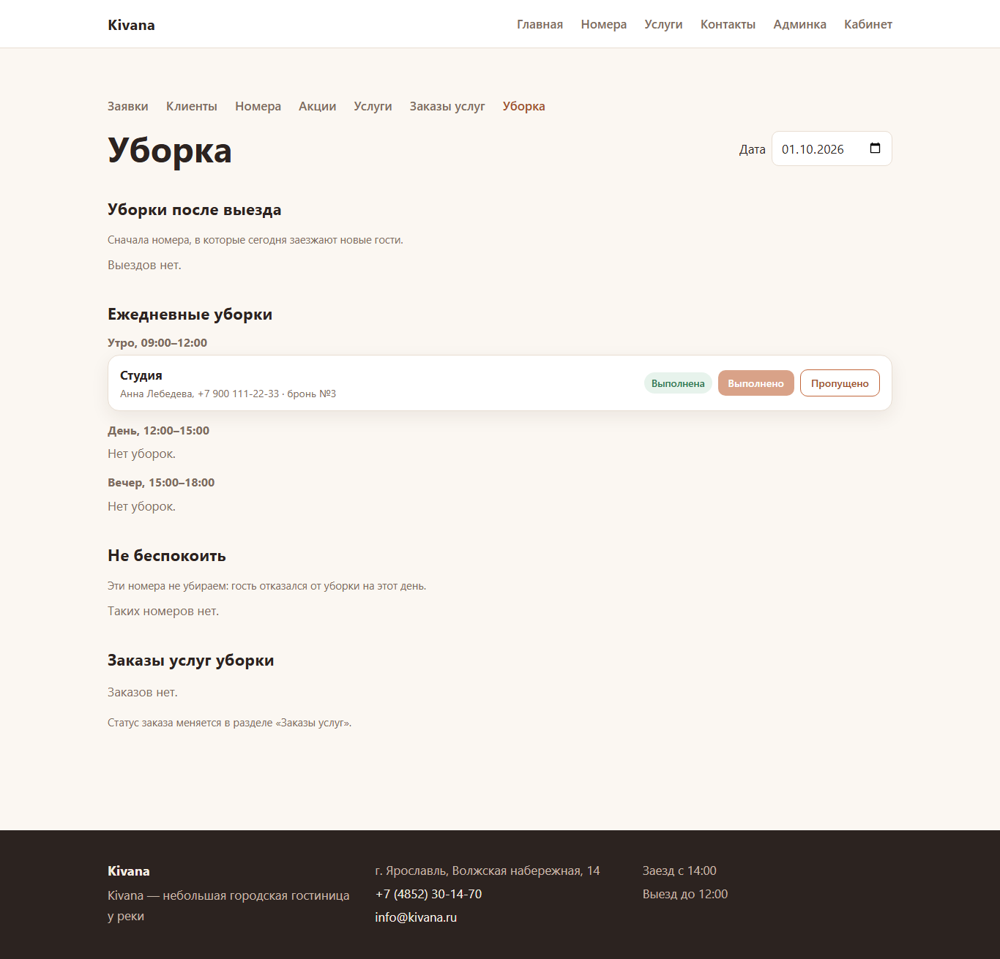 Kivana
Главная Номера Услуги Контакты Админка Кабинет
Заявки Клиенты Номера Акции Услуги Заказы услуг Уборка
Уборка
Дата 01.10.2026
Уборки после выезда
Сначала номера, в которые сегодня заезжают новые гости.
Выездов нет.
Ежедневные уборки
Утро, 09:00–12:00
Студия
Анна Лебедева, +7 900 111-22-33 · бронь №3
Выполнена Выполнено Пропущено
День, 12:00–15:00
Нет уборок.
Вечер, 15:00–18:00
Нет уборок.
Не беспокоить
Эти номера не убираем: гость отказался от уборки на этот день.
Таких номеров нет.
Заказы услуг уборки
Заказов нет.
Статус заказа меняется в разделе «Заказы услуг».
Kivana
Kivana — небольшая городская гостиница
у реки
г. Ярославль, Волжская набережная, 14
+7 (4852) 30-14-70
info@kivana.ru
Заезд с 14:00
Выезд до 12:00